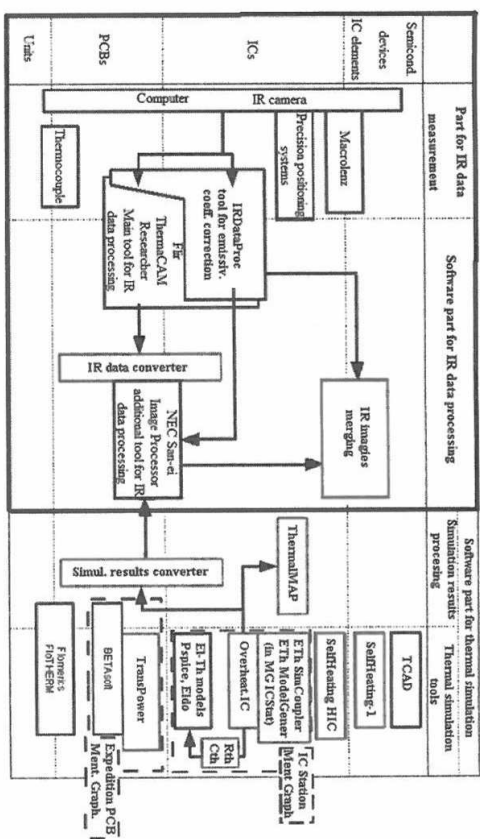 Part for IR data
measurement
Software part for IR data processing
Software part for thermal simulation
Simulation results
procesing
Thermal simulation
tools
Semicond.
devices
IC elements
ICs
PCBs
Units
IR camera
Computer
Macrolenz
Precision positioning
systems
Thermocouple
IRDataProc
tool for emissiv.
coeff. correction
Flir
ThermaCAM
Researcher
Main tool for IR
data processing
IR imagies
merging
IR data converter
NEC San-ei
Image Processor
additional tool for IR
data processing
ThermalMAP
Simul. results converter
TCAD
SelfHeating-1
SelfHeating HIC
ETh SimCoupler
ETh ModelGener
(in MG ICStat)
Overheat.IC
Rth
Cth
El-Th models
Pspice, Eldo
IC Station
Ment Graph
TransPower
BETAsoft
Expedition PCB
Ment. Graph.
Flomerics
FloTHERM